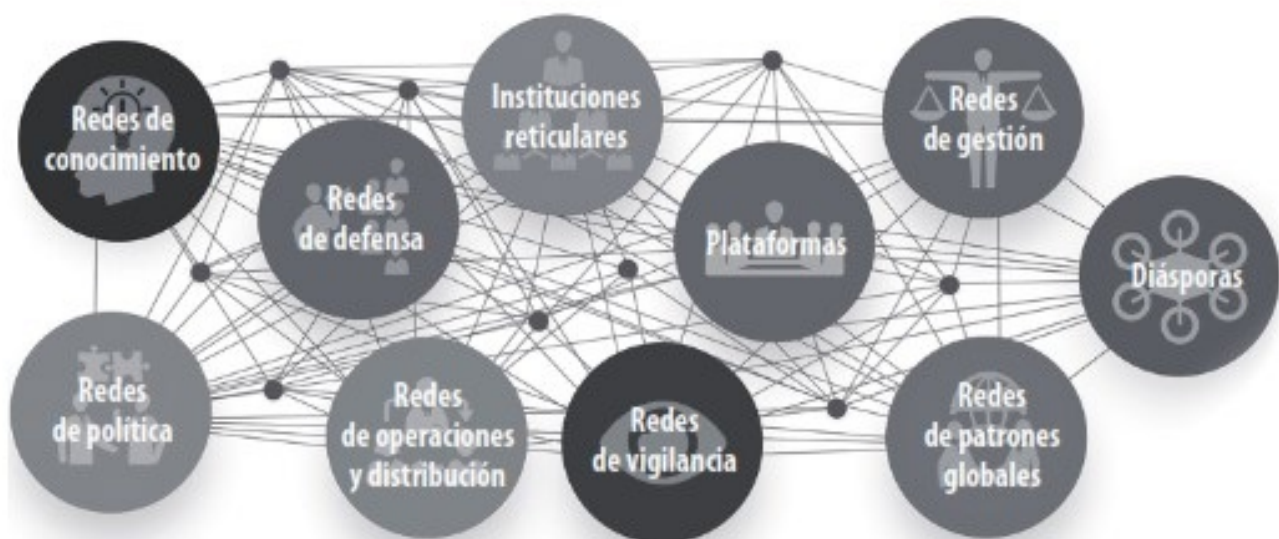 Redes de
conocimiento
Redes
de defensa
Instituciones
reticulares
Plataformas
Redes
de gestión
Diásporas
Redes
de política
Redes
de operaciones
y distribución
Redes
de vigilancia
Redes
de patrones
globales